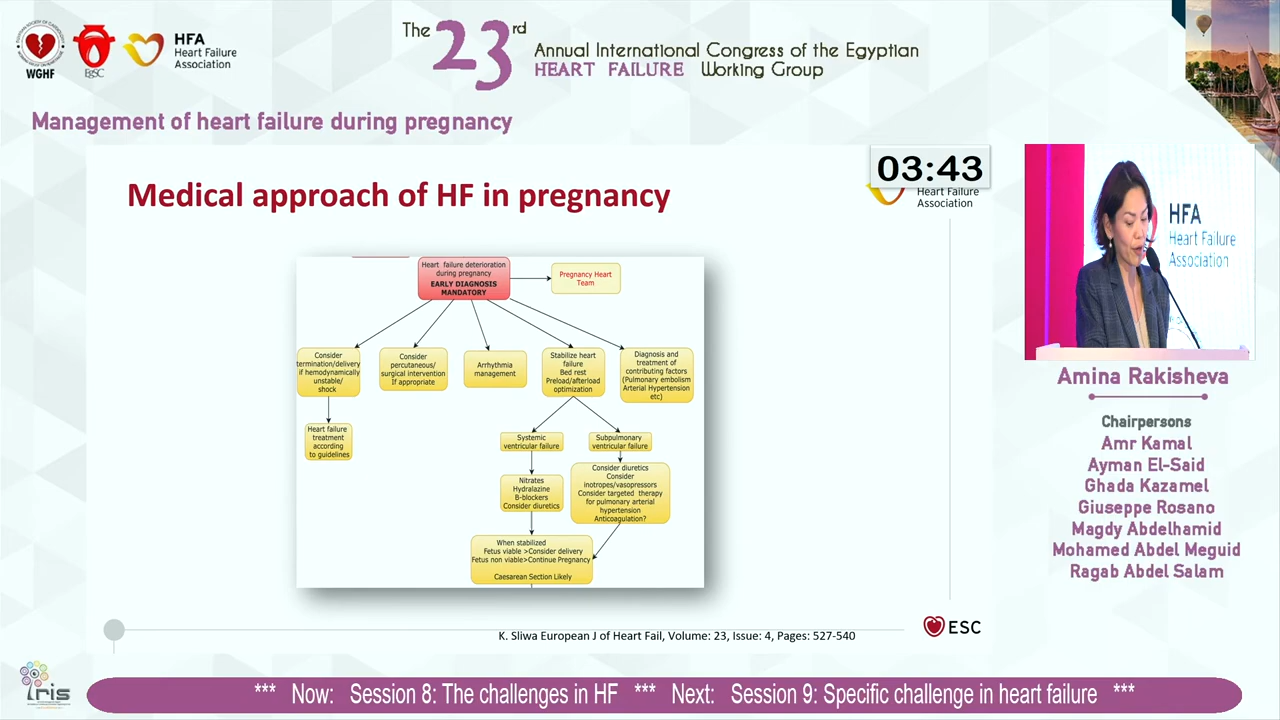 WGHF
EgSC
HFA
Heart Failure
Association
The 23rd
Annual International Congress of the Egyptian
HEART FAILURE Working Group
Management of heart failure during pregnancy
03:43
Heart Failure
Association
Medical approach of HF in pregnancy
Heart failure deterioration
during pregnancy
EARLY DIAGNOSIS
MANDATORY
Pregnancy Heart
Team
Consider
termination/delivery
if hemodynamically
unstable/
shock
Consider
percutaneous/
surgical intervention
If appropriate
Arrhythmia
management
Stabilize heart
failure
Bed rest
Preload/afterload
optimization
Diagnosis and
treatment of
contributing factors
(Pulmonary embolism
Arterial Hypertension
etc)
Heart failure
treatment
according
to guidelines
Systemic
ventricular failure
Subpulmonary
ventricular failure
Nitrates
Hydralazine
B-blockers
Consider diuretics
Consider diuretics
Consider
inotropes/vasopressors
Consider targeted therapy
for pulmonary arterial
hypertension
Anticoagulation?
When stabilized
Fetus viable >Consider delivery
Fetus non viable>Continue Pregnancy
Caesarean Section Likely
K. Sliwa European J of Heart Fail, Volume: 23, Issue: 4, Pages: 527-540
ESC
HFA
Heart Failure
Association
Amina Rakisheva
Chairpersons
Amr Kamal
Ayman El-Said
Ghada Kazamel
Giuseppe Rosano
Magdy Abdelhamid
Mohamed Abdel Meguid
Ragab Abdel Salam
iris
*** Now: Session 8: The challenges in HF *** Next: Session 9: Specific challenge in heart failure ***